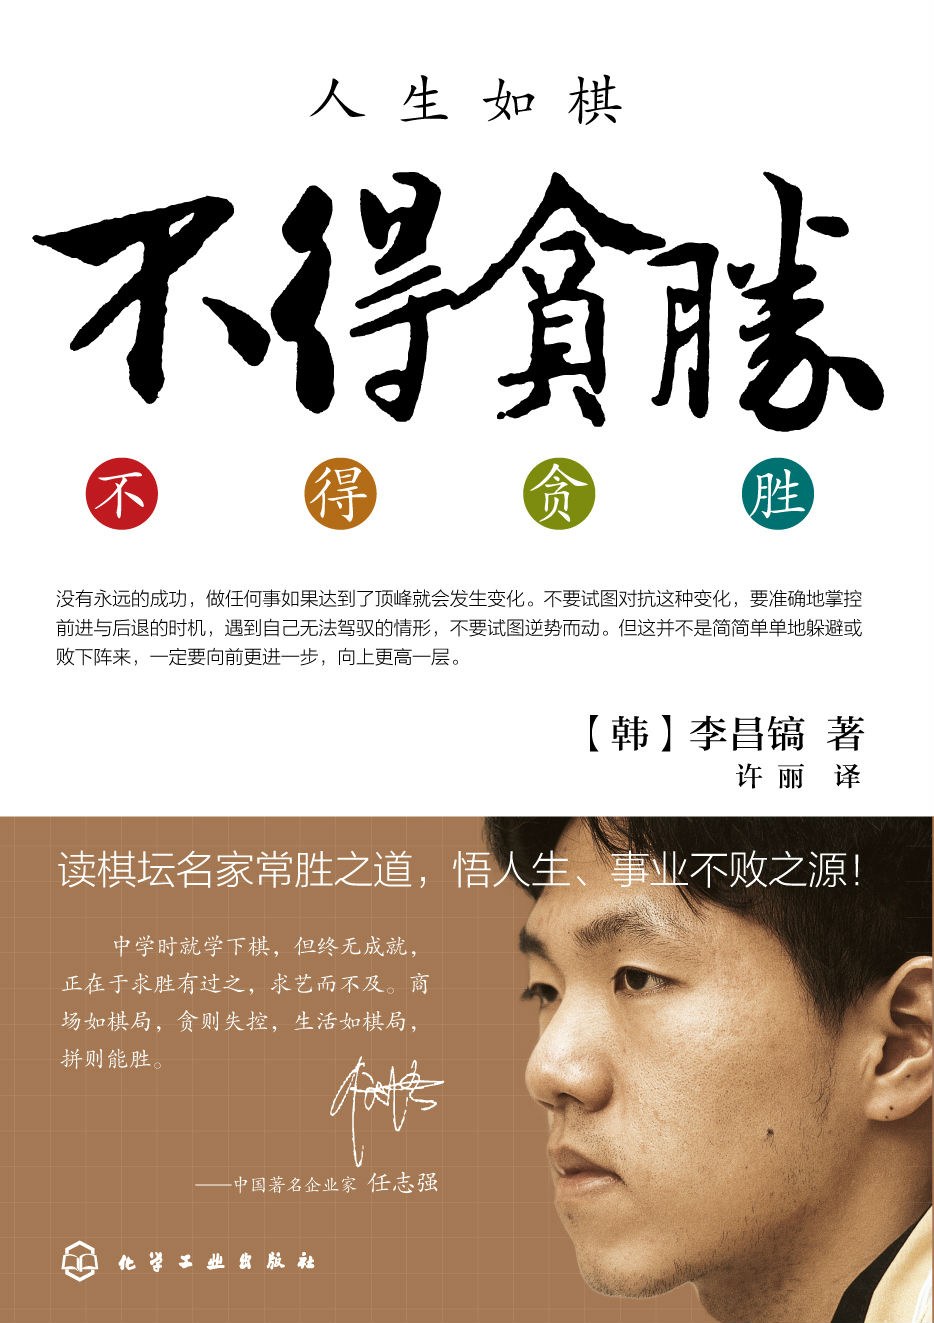 人生如棋
不得貪勝
不得贪胜
没有永远的成功，做任何事如果达到了顶峰就会发生变化。不要试图对抗这种变化，要准确地掌控
前进与后退的时机，遇到自己无法驾驭的情形，不要试图逆势而动。但这并不是简简单单地躲避或
败下阵来，一定要向前更进一步，向上更高一层。
【韩】李昌镐 著
许丽 译
读棋坛名家常胜之道，悟人生、事业不败之源！
中学时就学下棋，但终无成就，
正在于求胜有过之，求艺而不及。商
场如棋局，贪则失控，生活如棋局，
拼则能胜。
——中国著名企业家 任志强
化学工业出版社